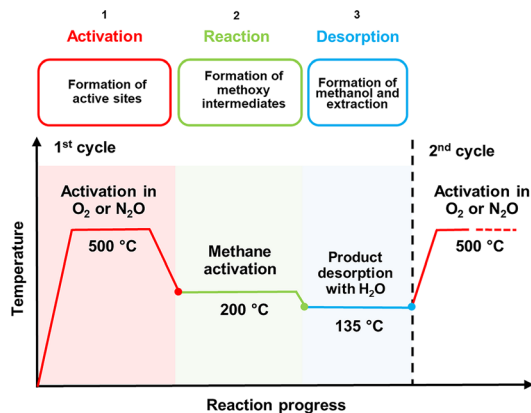 1
2
3
Activation
Reaction
Desorption
Formation of
active sites
Formation of
methoxy
intermediates
Formation of
methanol and
extraction
1st cycle
2nd cycle
Activation in
O₂ or N₂O
500 °C
Methane
activation
200 °C
Product
desorption
with H₂O
135 °C
Activation in
O₂ or N₂O
500 °C
Temperature
Reaction progress